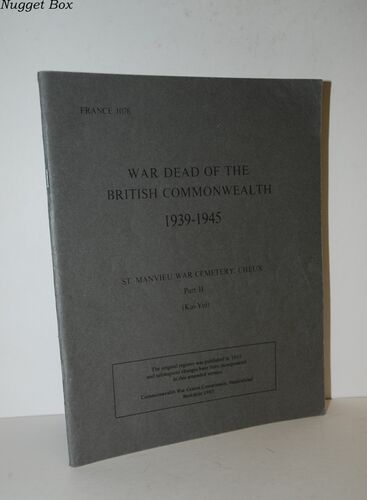 Nugget Box
FRANCE 1076
WAR DEAD OF THE
BRITISH COMMONWEALTH
1939-1945
ST. MANVIEU WAR CEMETERY, CHEUX
Part II
(Kai-Yui)
The original register was published in
and subsequent changes have been incorporated
in this amended version
Commonwealth War Graves Commission, Maidenhead